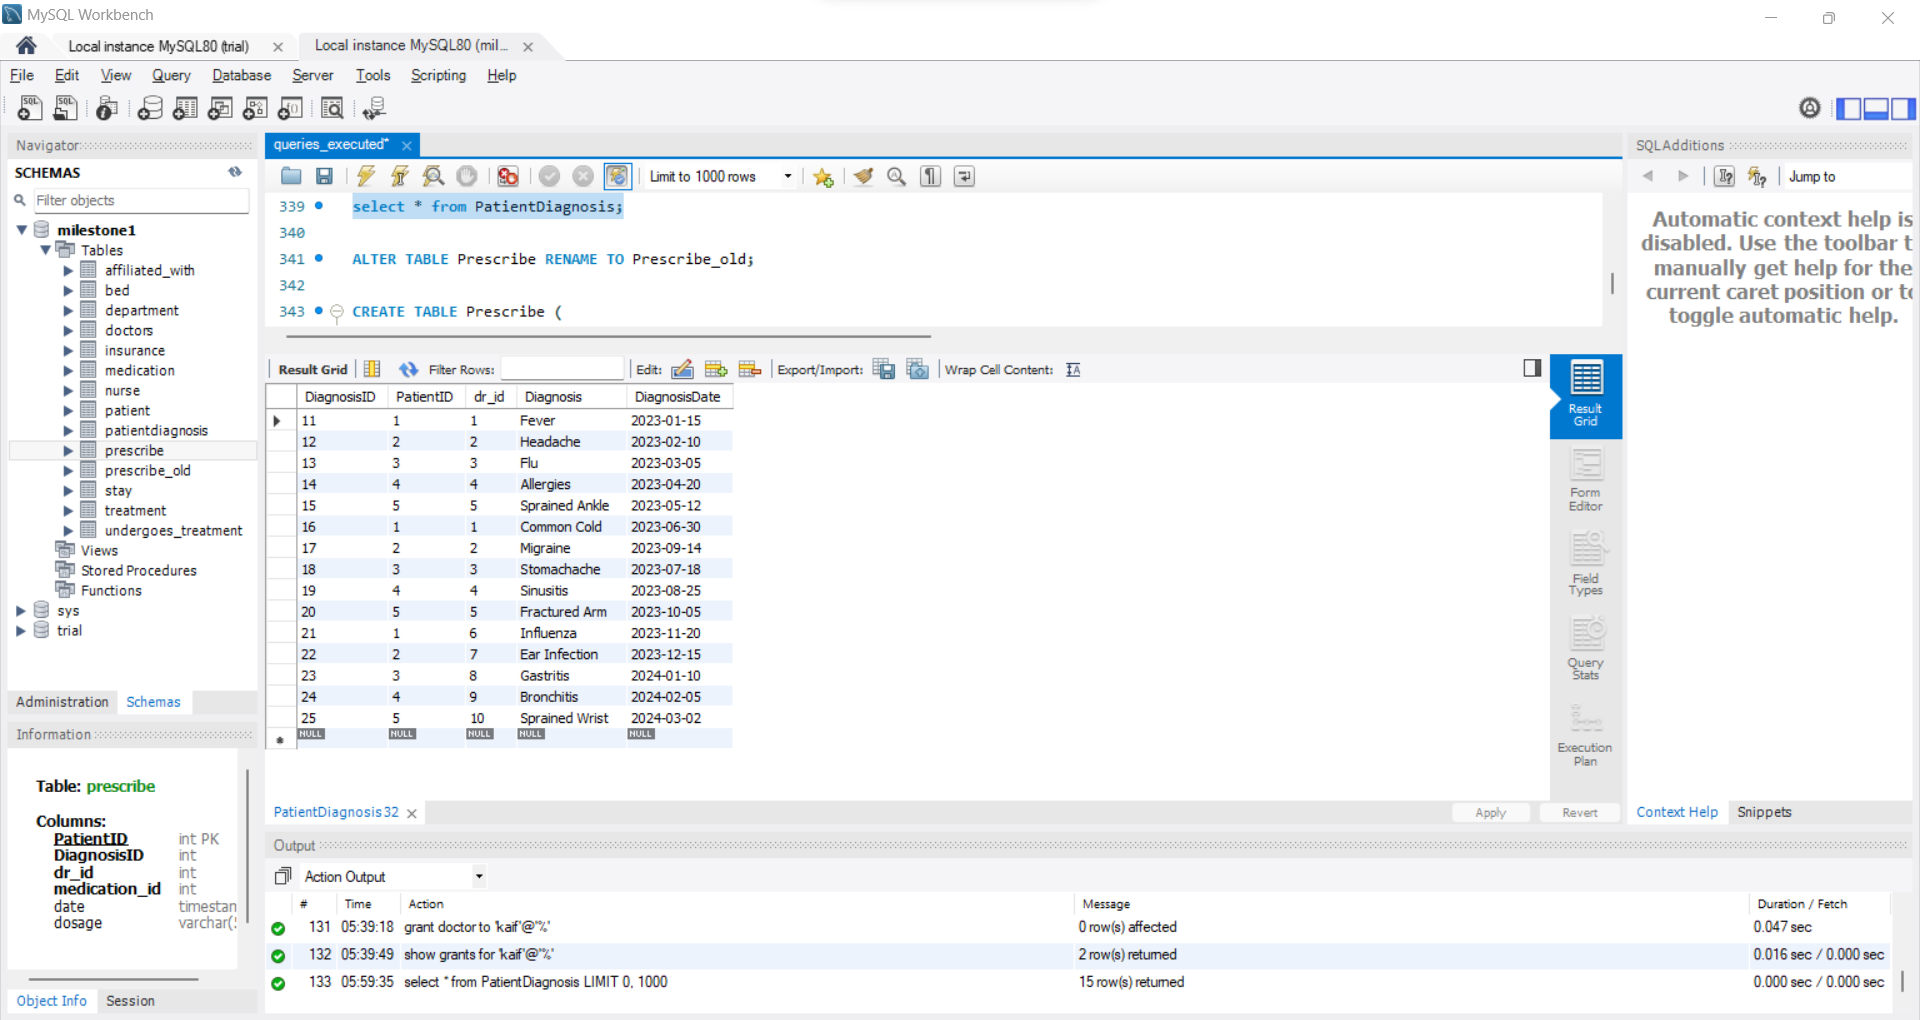 MySQL Workbench
Local instance MySQL80 (trial)
Local instance MySQL80 (mil...
File Edit View Query Database Server Tools Scripting Help
Navigator
SCHEMAS
Filter objects
milestone1
Tables
affiliated_with
bed
department
doctors
insurance
medication
nurse
patient
patientdiagnosis
prescribe
prescribe_old
stay
treatment
undergoes_treatment
Views
Stored Procedures
Functions
sys
trial
Administration Schemas
Information
Table: prescribe
Columns:
PatientID int PK
DiagnosisID int
dr_id int
medication_id int
date timestan
dosage
Object Info Session
queries_executed*
Limit to 1000 rows
339 select * from PatientDiagnosis;
340
341 ALTER TABLE Prescribe RENAME TO Prescribe_old;
342
343 CREATE TABLE Prescribe (
Result Grid Filter Rows: Edit: Export/Import: Wrap Cell Content:
DiagnosisID PatientID dr_id Diagnosis DiagnosisDate
11 1 1 Fever 2023-01-15
12 2 2 Headache 2023-02-10
13 3 3 Flu 2023-03-05
14 4 4 Allergies 2023-04-20
15 5 5 Sprained Ankle 2023-05-12
16 1 1 Common Cold 2023-06-30
17 2 2 Migraine 2023-09-14
18 3 3 Stomachache 2023-07-18
19 4 4 Sinusitis 2023-08-25
20 5 5 Fractured Arm 2023-10-05
21 1 6 Influenza 2023-11-20
22 2 7 Ear Infection 2023-12-15
23 3 8 Gastritis 2024-01-10
24 4 9 Bronchitis 2024-02-05
25 5 10 Sprained Wrist 2024-03-02
NULL NULL NULL NULL NULL
Result
Grid
Form
Editor
Field
Types
Query
Stats
Execution
Plan
PatientDiagnosis 32
Apply Revert
Output
Action Output
# Time Action Message Duration / Fetch
131 05:39:18 grant doctor to 'kaif'@'%' 0 row(s) affected 0.047 sec
132 05:39:49 show grants for 'kaif'@'%' 2 row(s) returned 0.016 sec / 0.000 sec
133 05:59:35 select * from PatientDiagnosis LIMIT 0, 1000 15 row(s) returned 0.000 sec / 0.000 sec
SQLAdditions
Jump to
Automatic context help is
disabled. Use the toolbar t
manually get help for the
current caret position or to
toggle automatic help.
Context Help Snippets